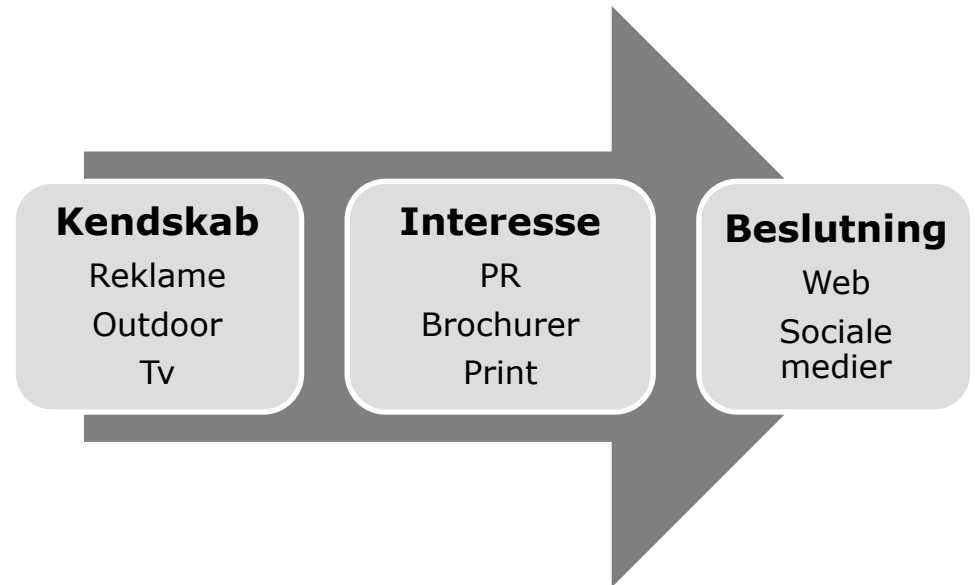 Kendskab
Reklame
Outdoor
Tv
Interesse
PR
Brochurer
Print
Beslutning
Web
Sociale
medier